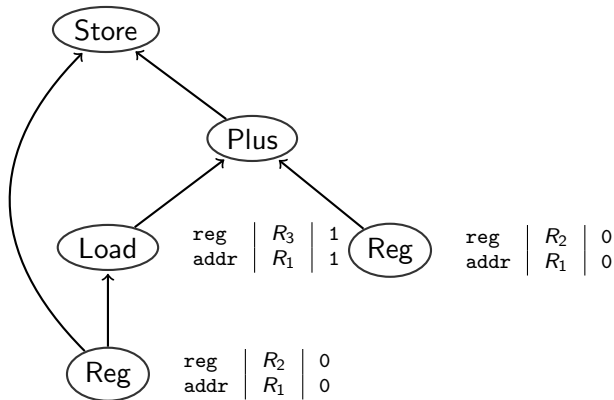 Store
Plus
Load
reg | R3 | 1
addr | R1 | 1
Reg
reg | R2 | 0
addr | R1 | 0
Reg
reg | R2 | 0
addr | R1 | 0